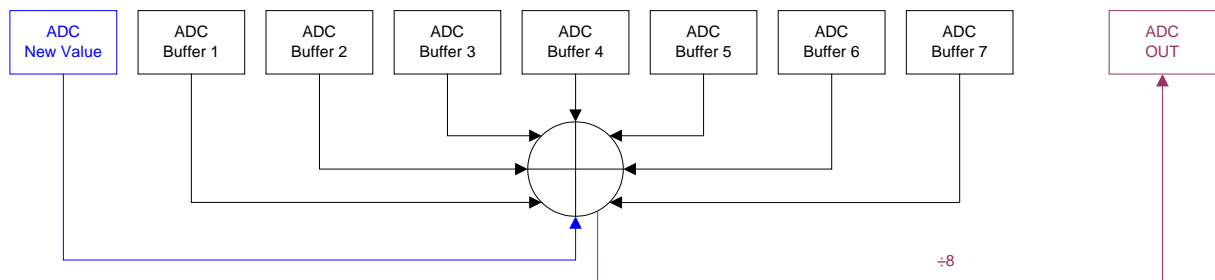 ADC
New Value
ADC
Buffer 1
ADC
Buffer 2
ADC
Buffer 3
ADC
Buffer 4
ADC
Buffer 5
ADC
Buffer 6
ADC
Buffer 7
ADC
OUT
÷8